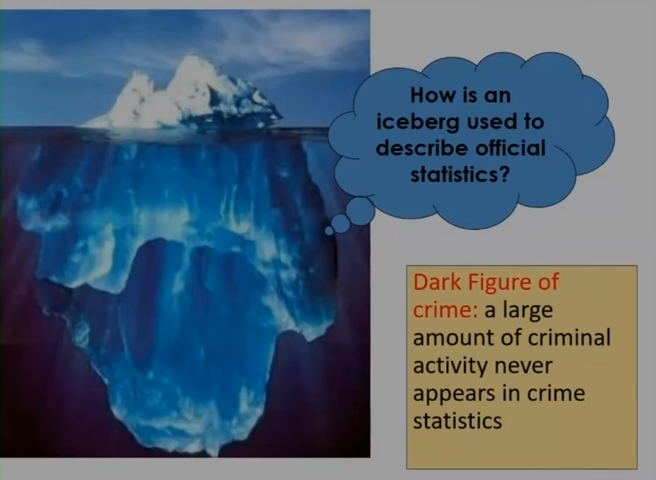 How is an
iceberg used to
describe official
statistics?
Dark Figure of
crime: a large
amount of criminal
activity never
appears in crime
statistics